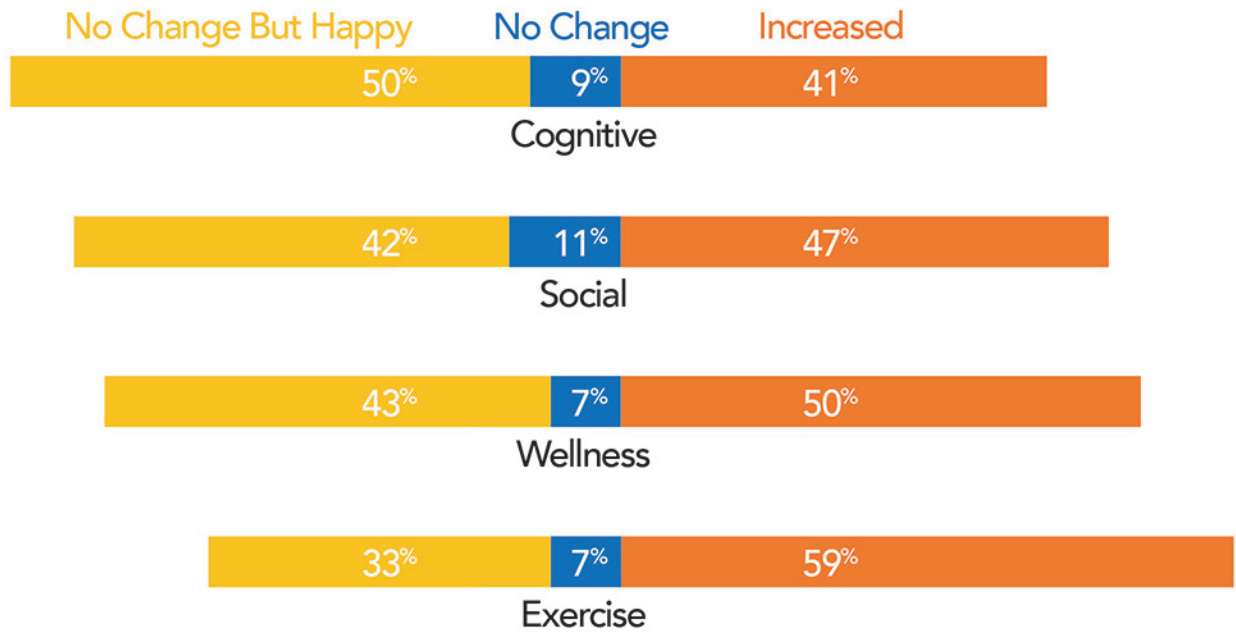 No Change But Happy No Change Increased
50% 9% 41%
Cognitive
42% 11% 47%
Social
43% 7% 50%
Wellness
33% 7% 59%
Exercise